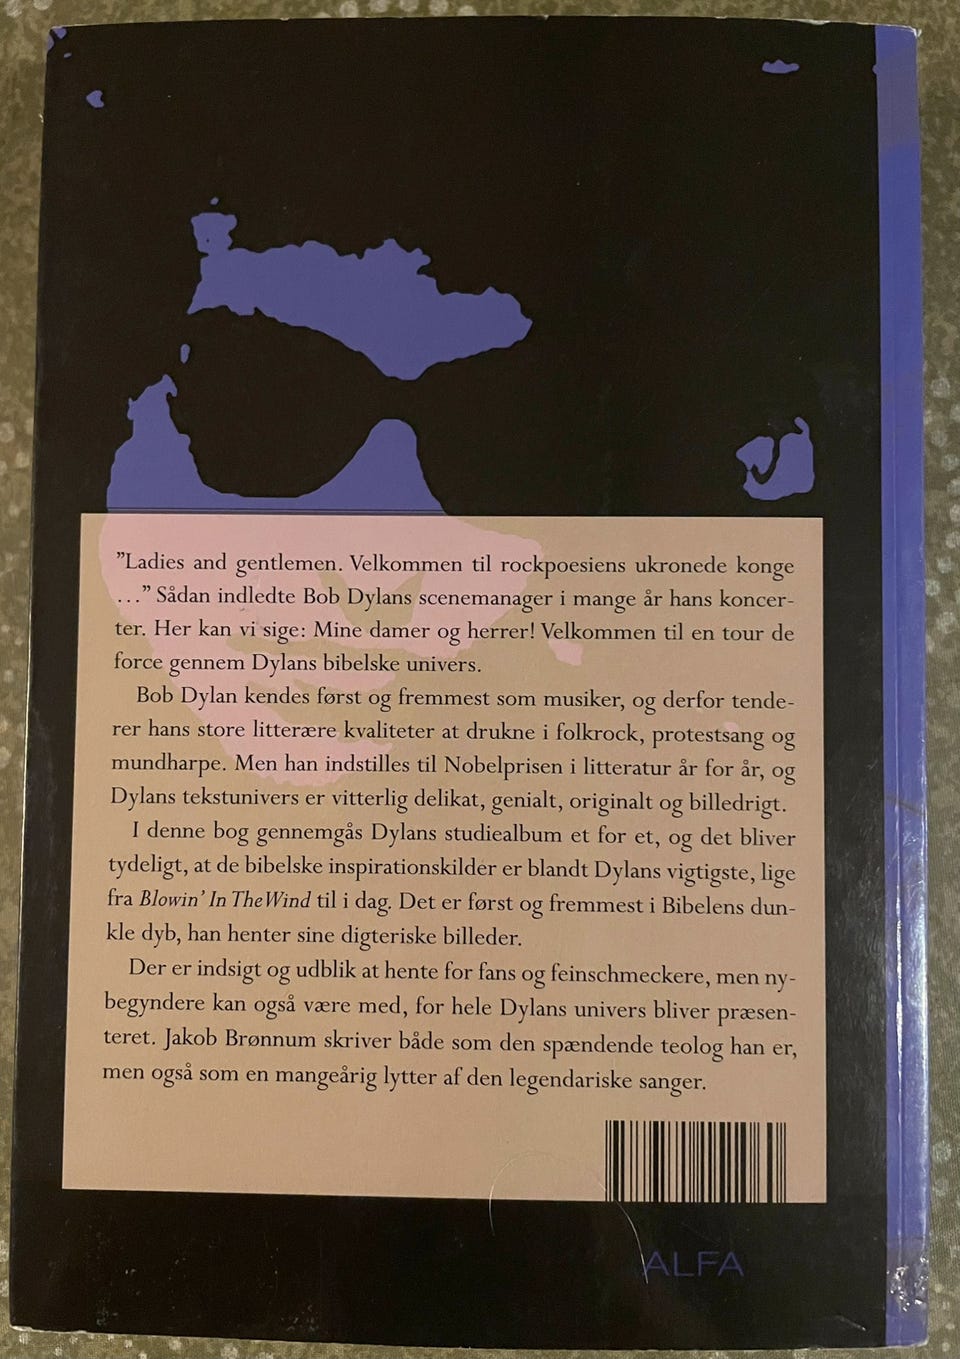 ”Ladies and gentlemen. Velkommen til rockpoesiens ukronede konge
...” Sådan indledte Bob Dylans scenemanager i mange år hans koncer-
ter. Her kan vi sige: Mine damer og herrer! Velkommen til en tour de
force gennem Dylans bibelske univers.
Bob Dylan kendes først og fremmest som musiker, og derfor tende-
rer hans store litterære kvaliteter at drukne i folkrock, protestsang og
mundharpe. Men han indstilles til Nobelprisen i litteratur år for år, og
Dylans tekstunivers er vitterlig delikat, genialt, originalt og billedrigt.
I denne bog gennemgås Dylans studiealbum et for et, og det bliver
tydeligt, at de bibelske inspirationskilder er blandt Dylans vigtigste, lige
fra Blowin’ In The Wind til i dag. Det er først og fremmest i Bibelens dun-
kle dyb, han henter sine digteriske billeder.
Der er indsigt og udblik at hente for fans og feinschmeckere, men ny-
begyndere kan også være med, for hele Dylans univers bliver præsen-
teret. Jakob Brønnum skriver både som den spændende teolog han er,
men også som en mangeårig lytter af den legendariske sanger.
ALFA